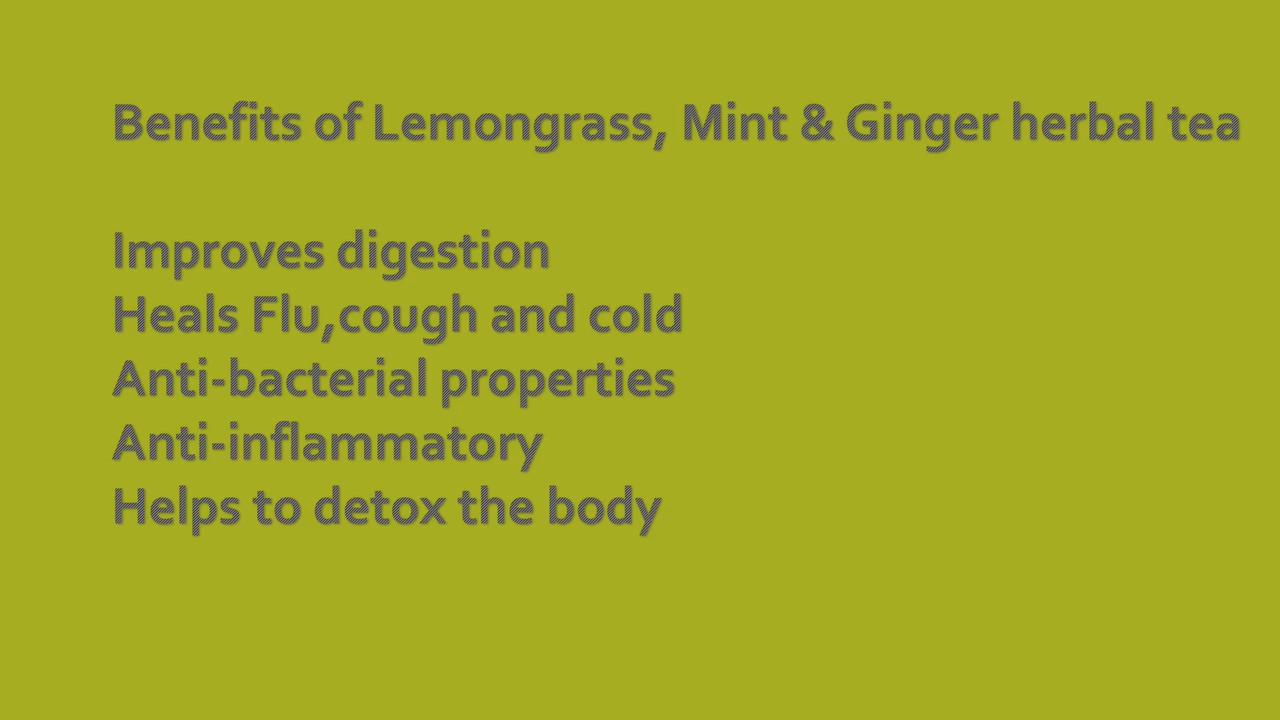 Benefits of Lemongrass, Mint & Ginger herbal tea
Improves digestion
Heals Flu,cough and cold
Anti-bacterial properties
Anti-inflammatory
Helps to detox the body